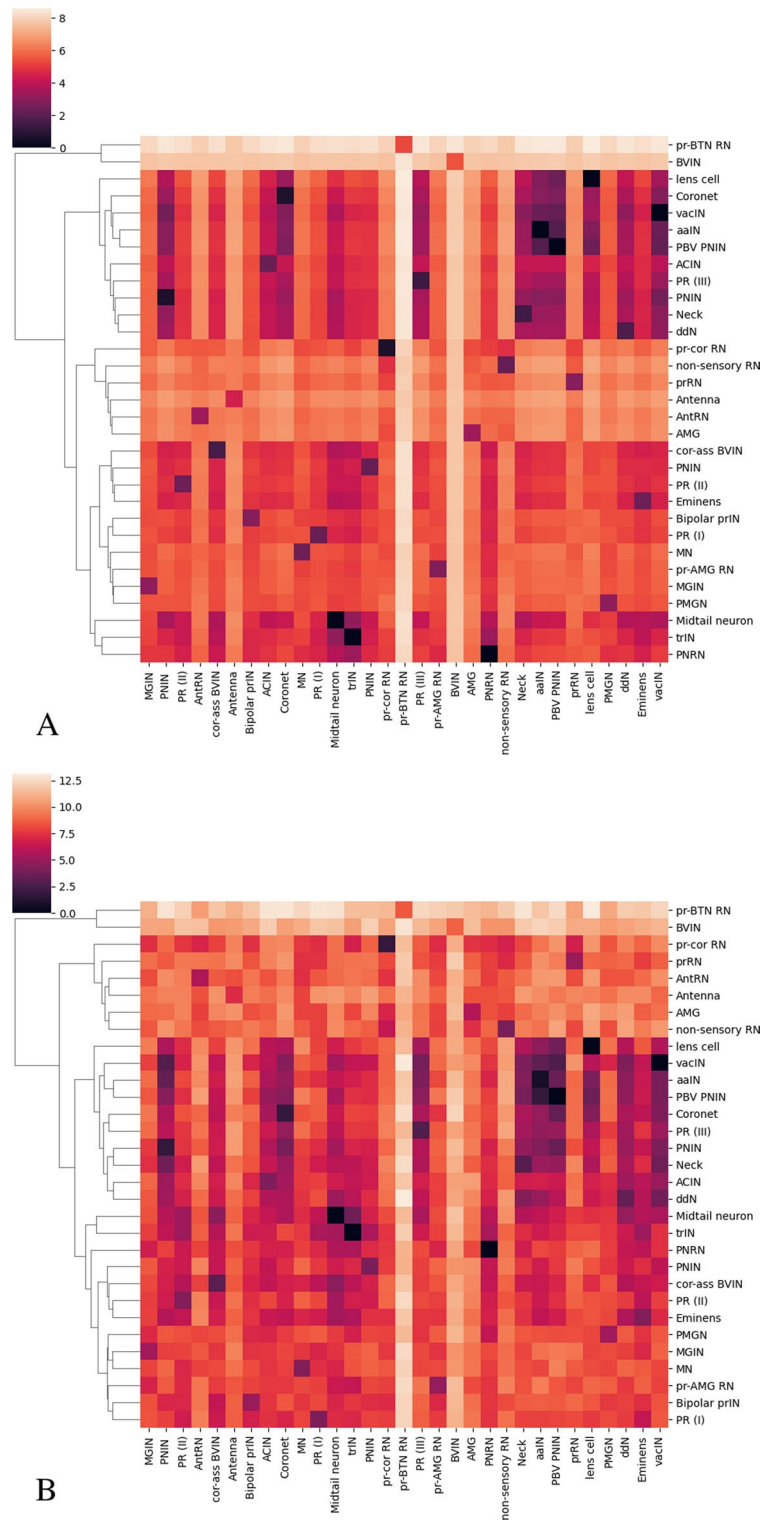 8
6
4
2
0
pr-BTN RN
BVIN
lens cell
Coronet
vacIN
aaIN
PBV PNIN
ACIN
PR (III)
PNIN
Neck
ddN
pr-cor RN
non-sensory RN
prRN
Antenna
AntRN
AMG
cor-ass BVIN
PNIN
PR (II)
Eminens
Bipolar prIN
PR (I)
MN
pr-AMG RN
MGIN
PMGN
Midtail neuron
trIN
PNRN
MGIN
PNIN
PR (II)
AntRN
cor-ass BVIN
Antenna
Bipolar prIN
ACIN
Coronet
MN
PR (I)
Midtail neuron
trIN
PNIN
pr-cor RN
pr-BTN RN
PR (III)
pr-AMG RN
BVIN
AMG
PNRN
non-sensory RN
Neck
aaIN
PBV PNIN
prRN
lens cell
PMGN
ddN
Eminens
vacIN
A
12.5
10.0
7.5
5.0
2.5
0.0
pr-BTN RN
BVIN
pr-cor RN
prRN
AntRN
Antenna
AMG
non-sensory RN
lens cell
vacIN
aaIN
PBV PNIN
Coronet
PR (III)
PNIN
Neck
ACIN
ddN
Midtail neuron
trIN
PNRN
PNIN
cor-ass BVIN
PR (II)
Eminens
PMGN
MGIN
MN
pr-AMG RN
Bipolar prIN
PR (I)
MGIN
PNIN
PR (II)
AntRN
cor-ass BVIN
Antenna
Bipolar prIN
ACIN
Coronet
MN
PR (I)
Midtail neuron
trIN
PNIN
pr-cor RN
pr-BTN RN
PR (III)
pr-AMG RN
BVIN
AMG
PNRN
non-sensory RN
Neck
aaIN
PBV PNIN
prRN
lens cell
PMGN
ddN
Eminens
vacIN
B